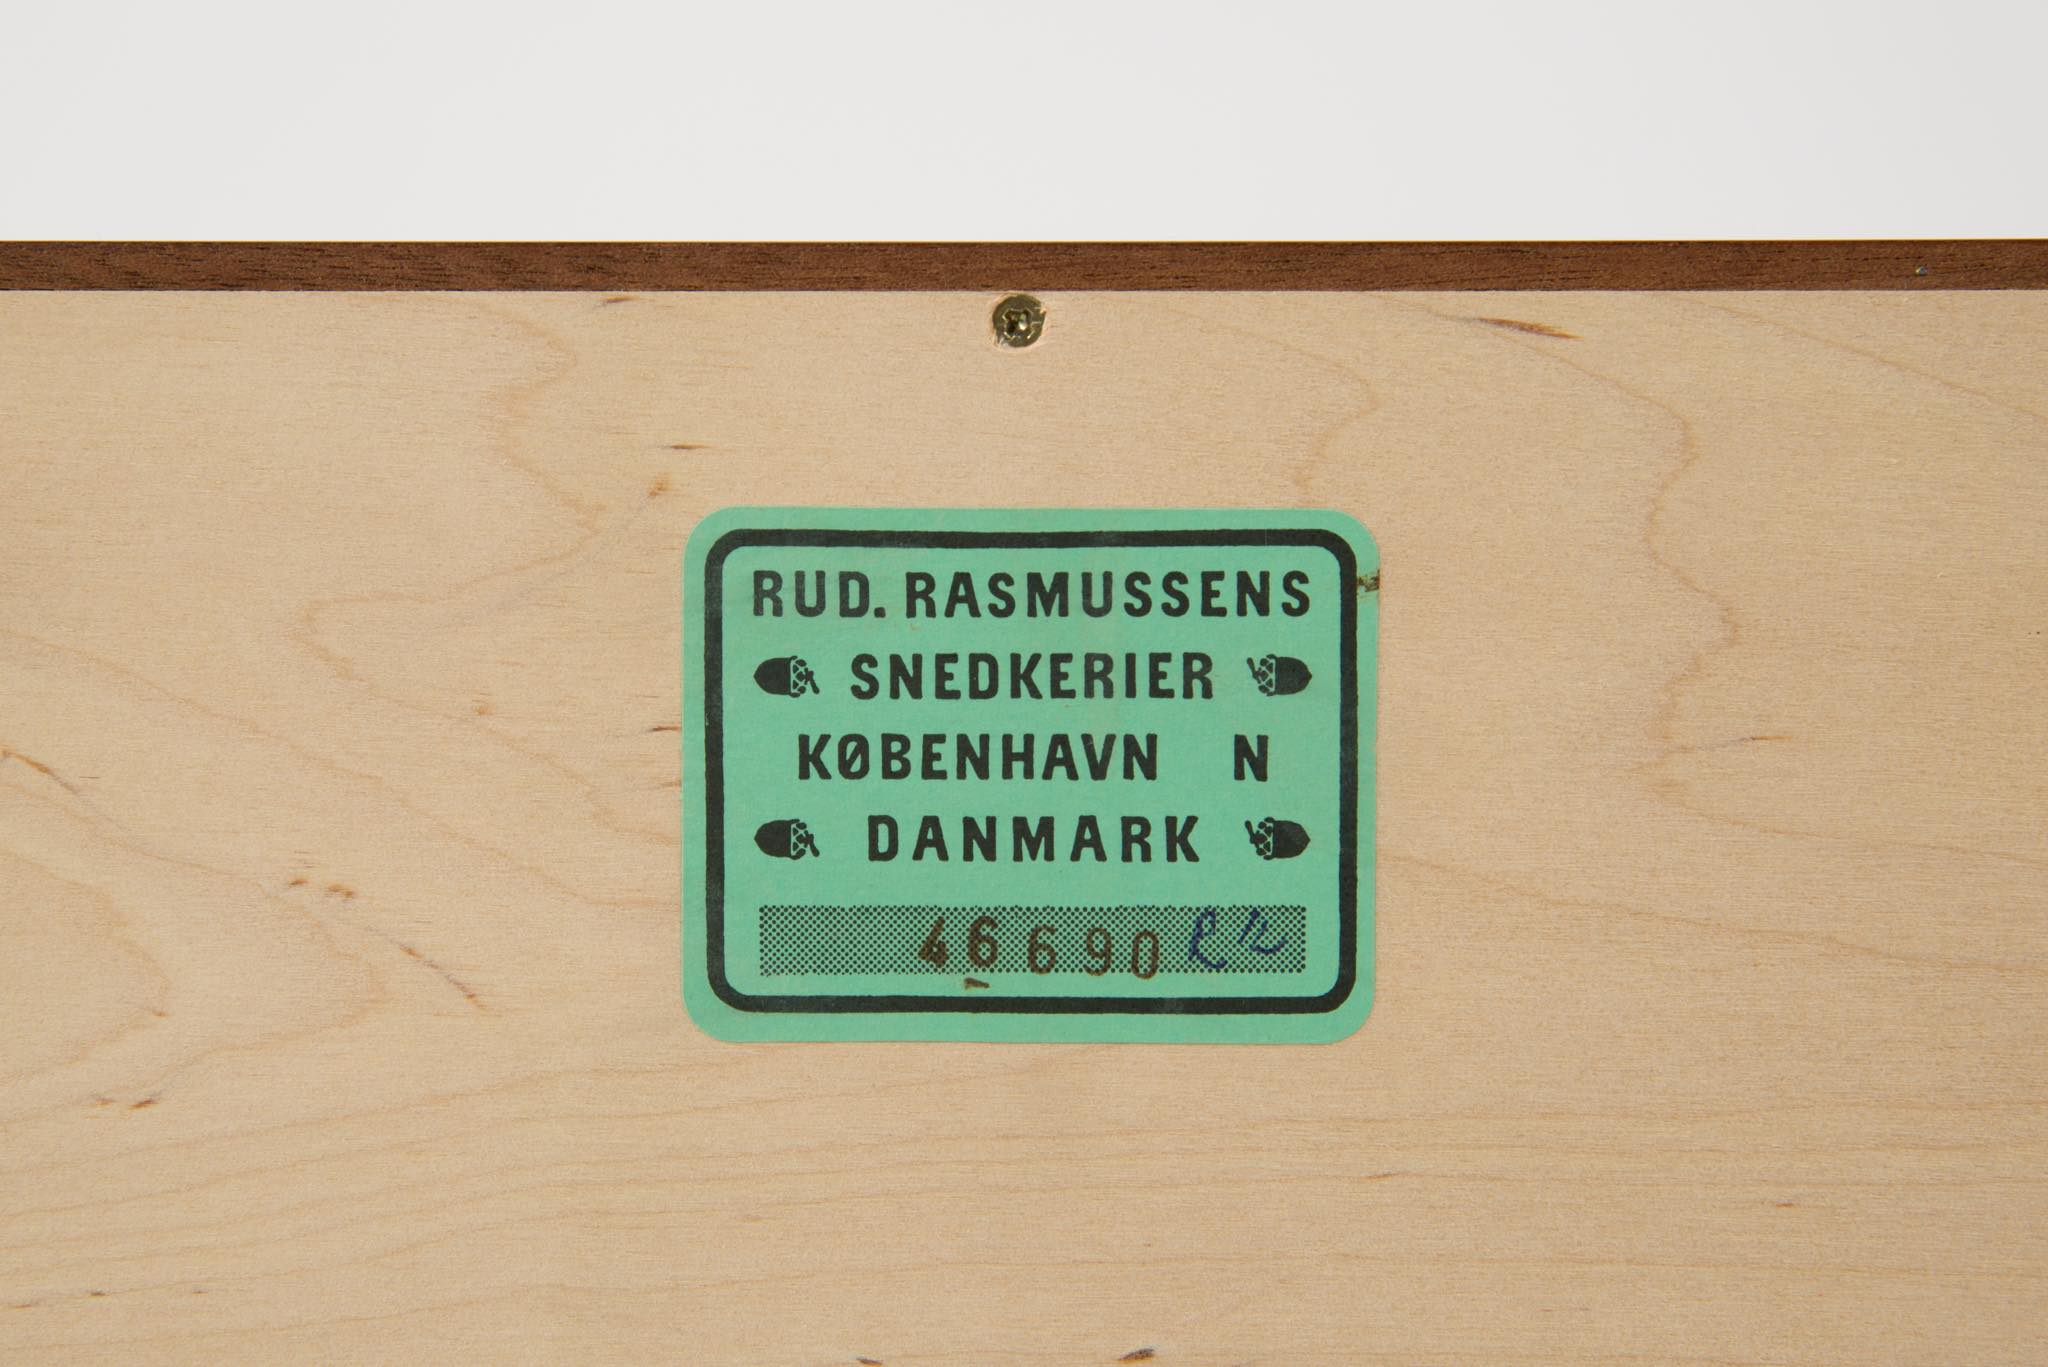 RUD. RASMUSSENS
SNEDKERIER
KØBENHAVN N
DANMARK
46690